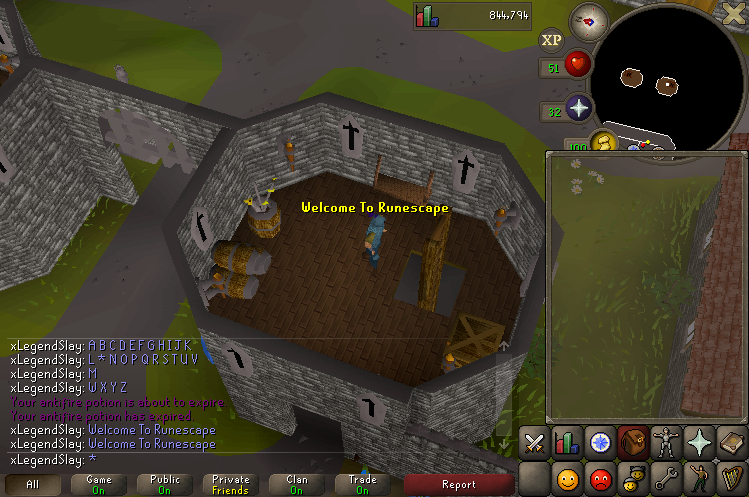 844,794
XP
51
32
100
Welcome To Runescape
xLegendSlay: A B C D E F G H I J K
xLegendSlay: L * N O P Q R S T U V
xLegendSlay: M
xLegendSlay: W X Y Z
Your antifire potion is about to expire.
Your antifire potion has expired.
xLegendSlay: Welcome To Runescape
xLegendSlay: Welcome To Runescape
xLegendSlay: *
All
Game
On
Public
On
Private
Friends
Clan
On
Trade
On
Report